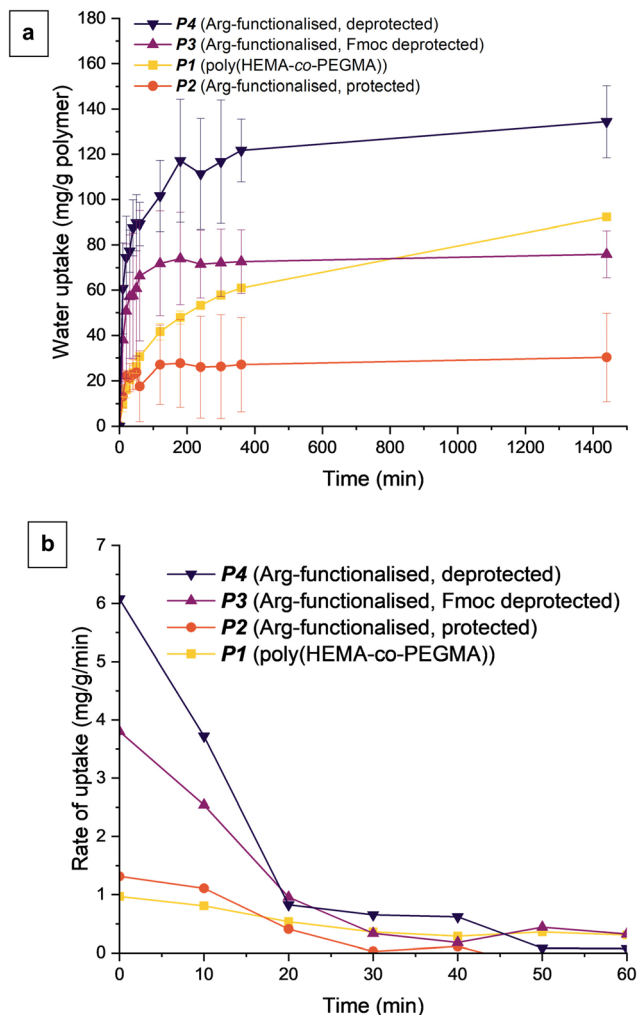 a
P4 (Arg-functionalised, deprotected)
P3 (Arg-functionalised, Fmoc deprotected)
P1 (poly(HEMA-co-PEGMA))
P2 (Arg-functionalised, protected)
Water uptake (mg/g polymer)
180
160
140
120
100
80
60
40
20
0
0 200 400 600 800 1000 1200 1400
Time (min)
b
P4 (Arg-functionalised, deprotected)
P3 (Arg-functionalised, Fmoc deprotected)
P2 (Arg-functionalised, protected)
P1 (poly(HEMA-co-PEGMA))
Rate of uptake (mg/g/min)
7
6
5
4
3
2
1
0
0 10 20 30 40 50 60
Time (min)